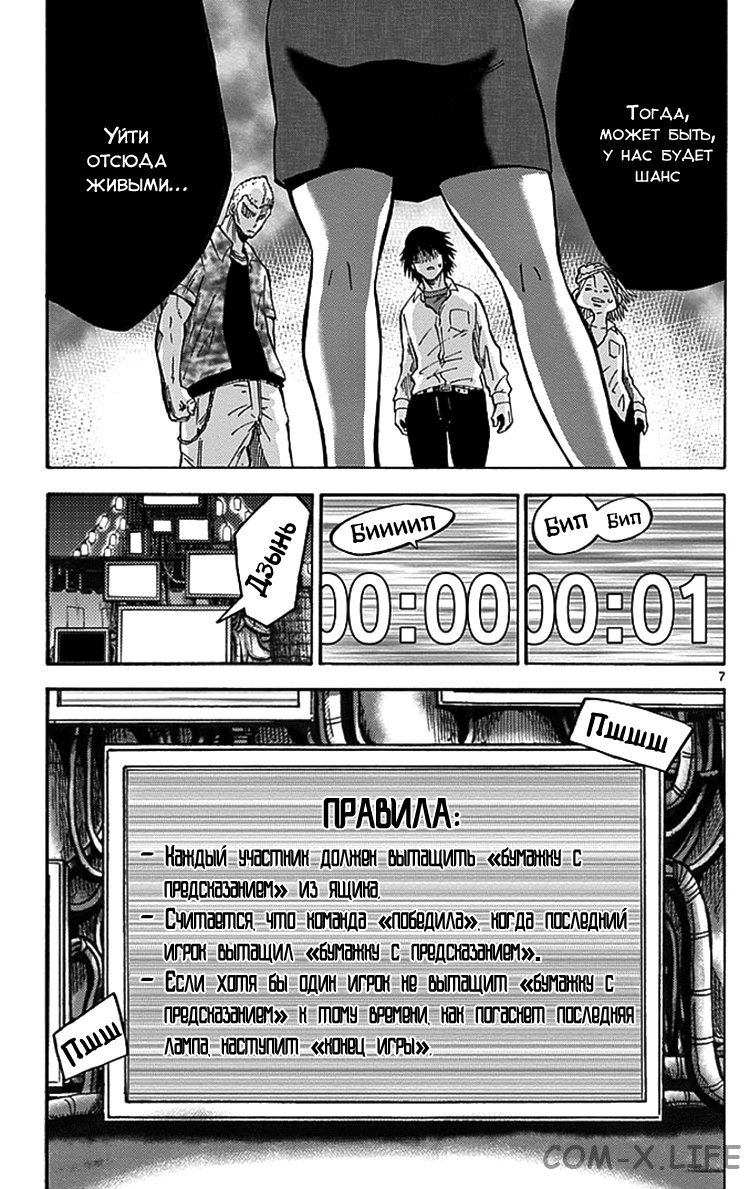 Тогда,
может быть,
у нас будет
шанс
Уйти
отсюда
живыми...
Бип
Бип
00:01
Биииип
00:00
Дзынь
7
Пшшш
ПРАВИЛА:
– Каждый участник должен вытащить «бумажку с
предсказанием» из ящика.
– Считается, что команда «победила», когда последний
игрок вытащил «бумажку с предсказанием».
– Если хотя бы один игрок не вытащит «бумажку с
предсказанием» к тому времени, как погаснет последняя
лампа, наступит «конец игры».
Пшш
COM-X.LIFE